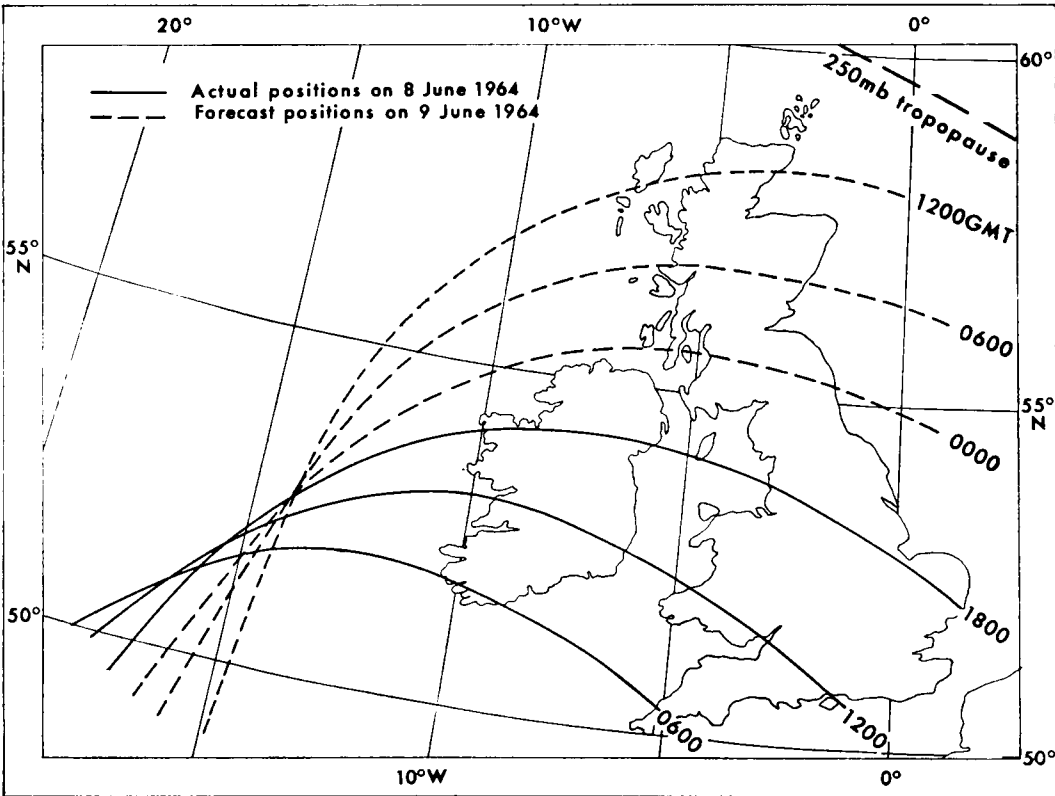 20° 10°W 0°
60°
250mb tropopause
Actual positions on 8 June 1964
Forecast positions on 9 June 1964
1200GMT
55°
N
0600
55°
N
0000
50°
1800
0600
1200
50°
10°W 0°